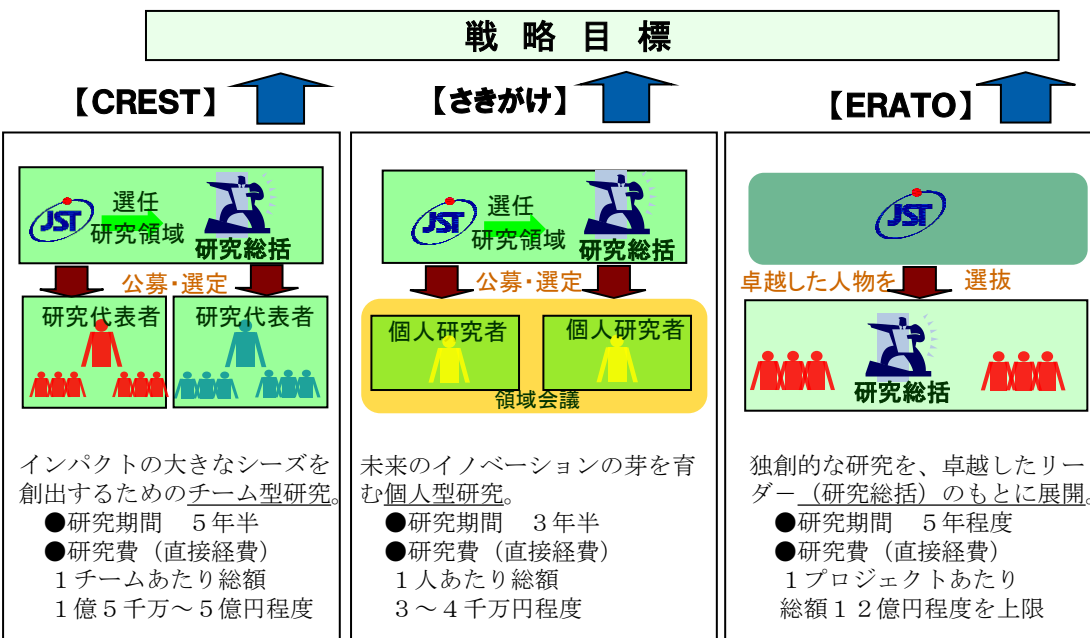 戦 略 目 標
【CREST】
JST
選任
研究領域
研究総括
公募・選定
研究代表者
研究代表者
インパクトの大きなシーズを
創出するためのチーム型研究。
●研究期間 5年半
●研究費（直接経費）
1チームあたり総額
1億5千万～5億円程度
【さきがけ】
JST
選任
研究領域
研究総括
公募・選定
個人研究者
個人研究者
領域会議
未来のイノベーションの芽を育
む個人型研究。
●研究期間 3年半
●研究費（直接経費）
1人あたり総額
3～4千万円程度
【ERATO】
JST
卓越した人物を 選抜
研究総括
独創的な研究を、卓越したリー
ダ－（研究総括）のもとに展開。
●研究期間 5年程度
●研究費（直接経費）
1プロジェクトあたり
総額12億円程度を上限